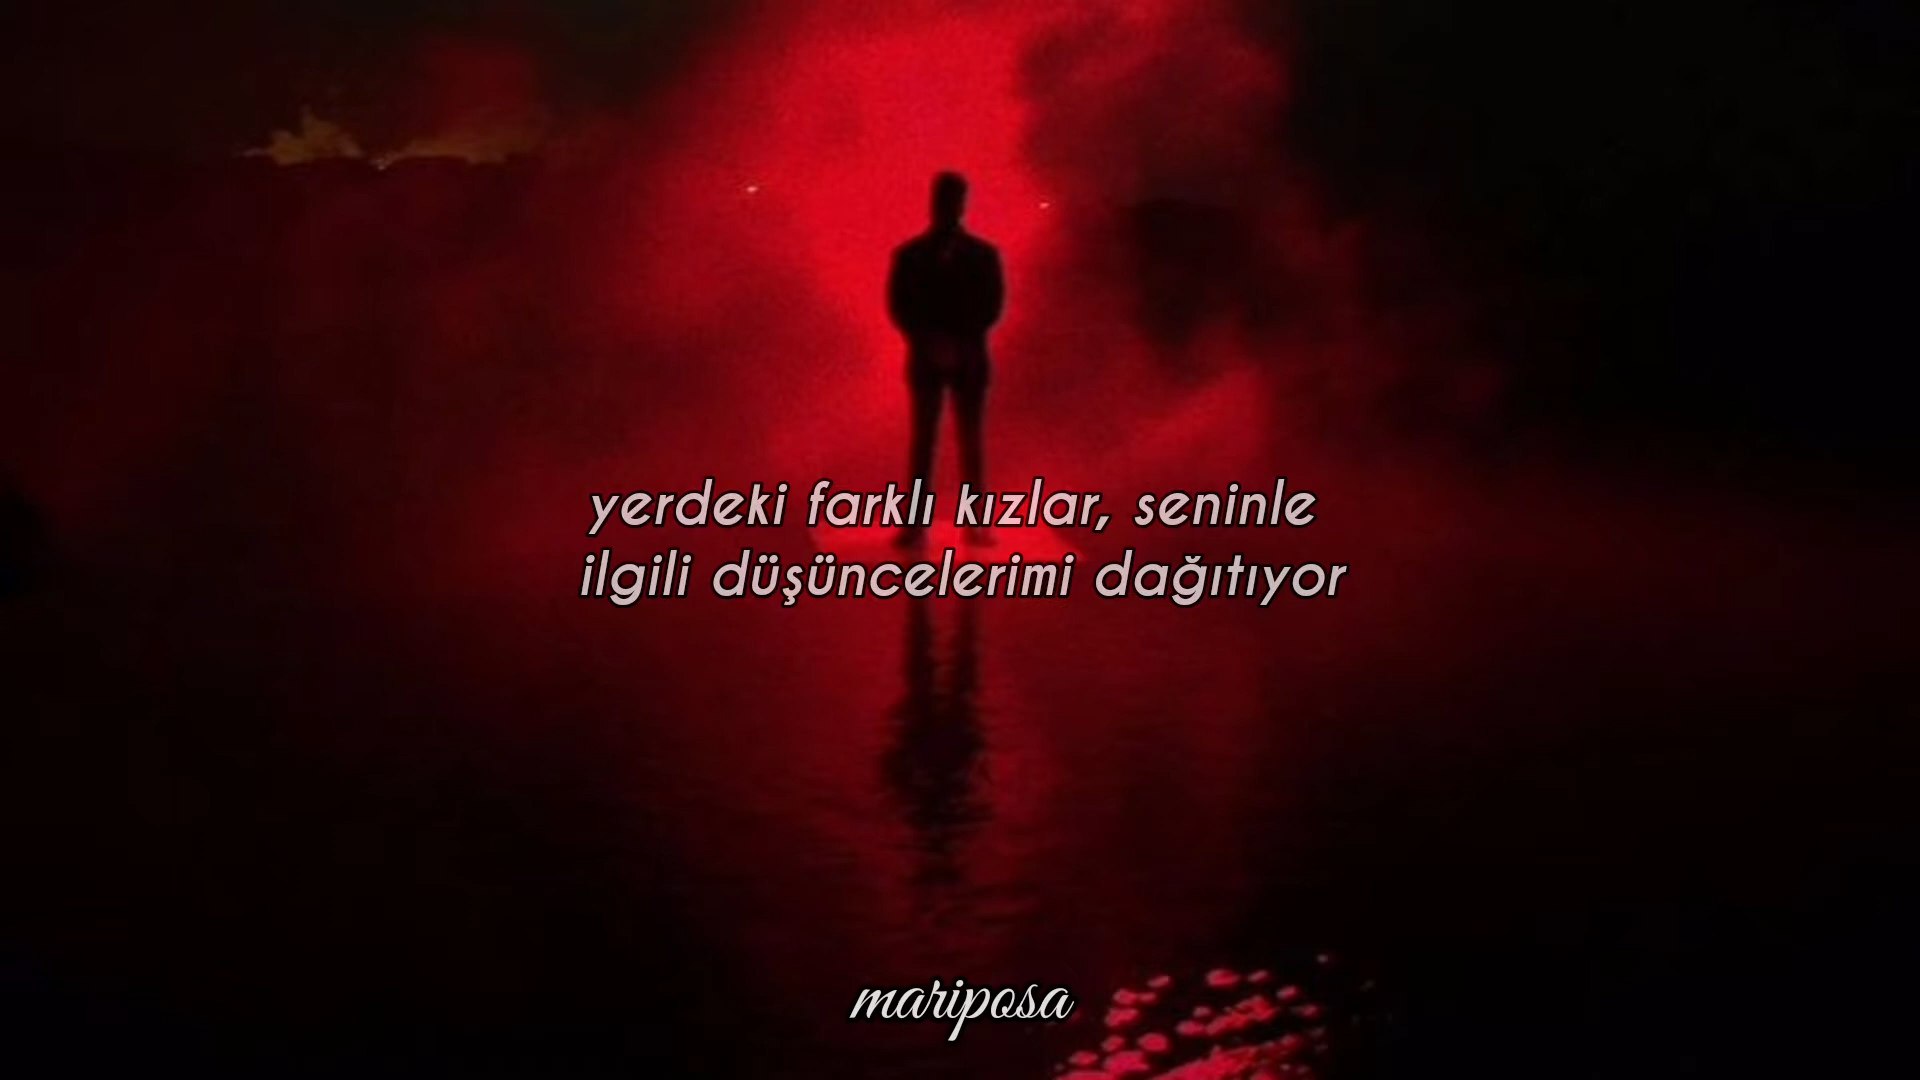 yerdeki farklı kızlar, seninle
ilgili düşüncelerimi dağıtıyor
mariposa